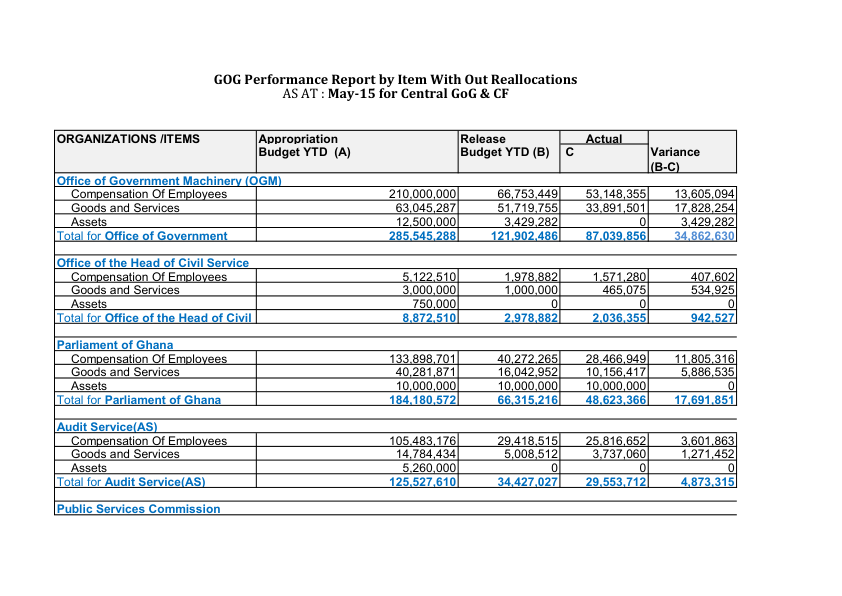 GOG Performance Report by Item With Out Reallocations
AS AT : May-15 for Central GoG & CF
ORGANIZATIONS /ITEMS Appropriation Budget YTD (A) Release Budget YTD (B) Actual C Variance (B-C)
Office of Government Machinery (OGM)
Compensation Of Employees 210,000,000 66,753,449 53,148,355 13,605,094
Goods and Services 63,045,287 51,719,755 33,891,501 17,828,254
Assets 12,500,000 3,429,282 0 3,429,282
Total for Office of Government 285,545,288 121,902,486 87,039,856 34,862,630
Office of the Head of Civil Service
Compensation Of Employees 5,122,510 1,978,882 1,571,280 407,602
Goods and Services 3,000,000 1,000,000 465,075 534,925
Assets 750,000 0 0 0
Total for Office of the Head of Civil 8,872,510 2,978,882 2,036,355 942,527
Parliament of Ghana
Compensation Of Employees 133,898,701 40,272,265 28,466,949 11,805,316
Goods and Services 40,281,871 16,042,952 10,156,417 5,886,535
Assets 10,000,000 10,000,000 10,000,000 0
Total for Parliament of Ghana 184,180,572 66,315,216 48,623,366 17,691,851
Audit Service(AS)
Compensation Of Employees 105,483,176 29,418,515 25,816,652 3,601,863
Goods and Services 14,784,434 5,008,512 3,737,060 1,271,452
Assets 5,260,000 0 0 0
Total for Audit Service(AS) 125,527,610 34,427,027 29,553,712 4,873,315
Public Services Commission